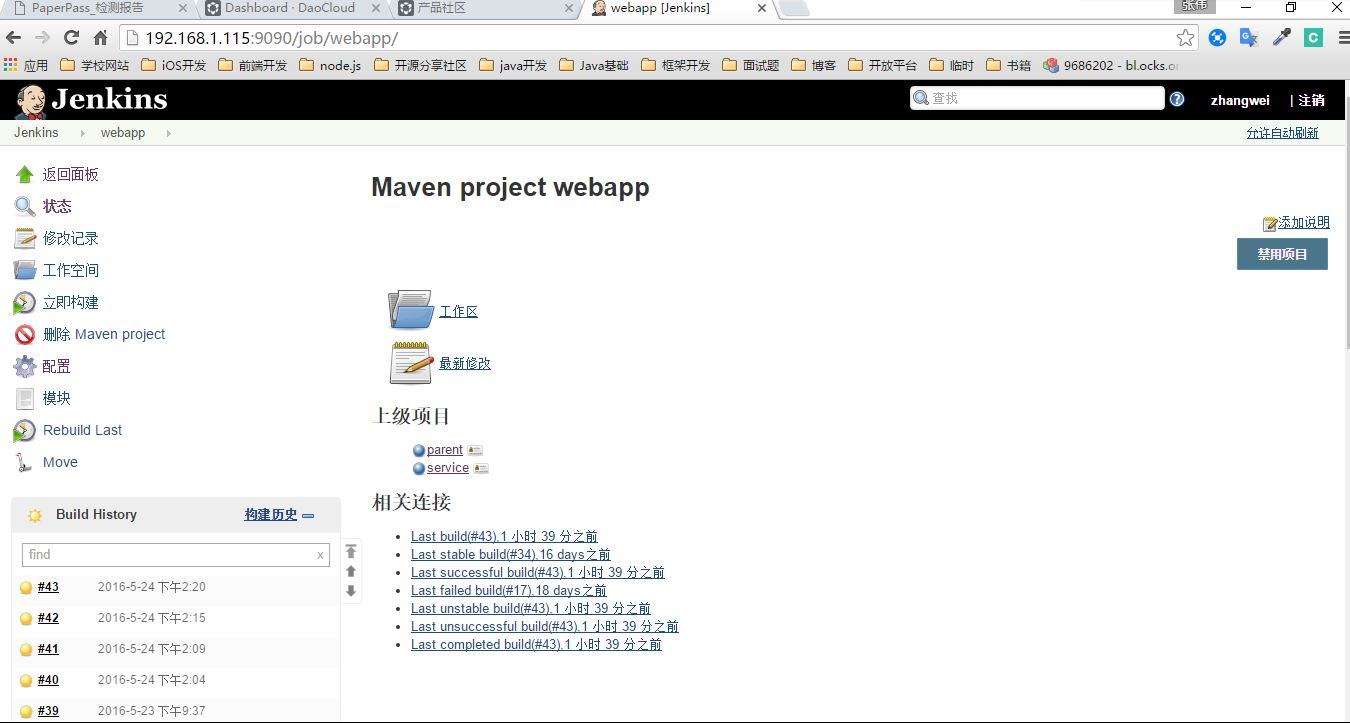 PaperPass_检测报告
Dashboard · DaoCloud
产品社区
webapp [Jenkins]
张伟
192.168.1.115:9090/job/webapp/
应用 学校网站 iOS开发 前端开发 node.js 开源分享社区 java开发 Java基础 框架开发 面试题 博客 开放平台 临时 书籍 9686202 - bl.ocks.or
Jenkins
查找
zhangwei | 注销
Jenkins webapp
允许自动刷新
返回面板
状态
修改记录
工作空间
立即构建
删除 Maven project
配置
模块
Rebuild Last
Move
Build History 构建历史
find x
#43 2016-5-24 下午2:20
#42 2016-5-24 下午2:15
#41 2016-5-24 下午2:09
#40 2016-5-24 下午2:04
#39 2016-5-23 下午9:37
Maven project webapp
添加说明
禁用项目
工作区
最新修改
上级项目
parent
service
相关连接
Last build(#43),1 小时 39 分之前
Last stable build(#34),16 days之前
Last successful build(#43),1 小时 39 分之前
Last failed build(#17),18 days之前
Last unstable build(#43),1 小时 39 分之前
Last unsuccessful build(#43),1 小时 39 分之前
Last completed build(#43),1 小时 39 分之前